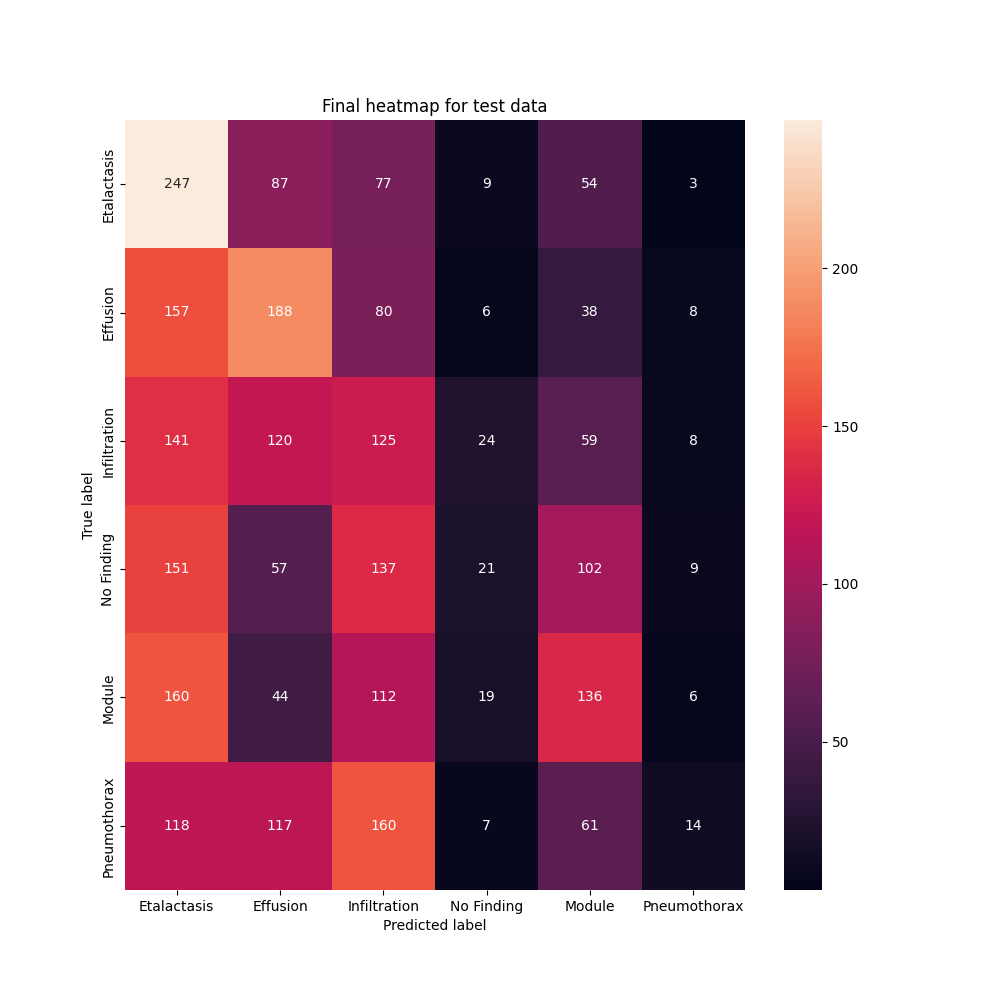 Final heatmap for test data
True label
Etalactasis
247 87 77 9 54 3
Effusion
157 188 80 6 38 8
Infiltration
141 120 125 24 59 8
No Finding
151 57 137 21 102 9
Module
160 44 112 19 136 6
Pneumothorax
118 117 160 7 61 14
Etalactasis Effusion Infiltration No Finding Module Pneumothorax
Predicted label
200
150
100
50